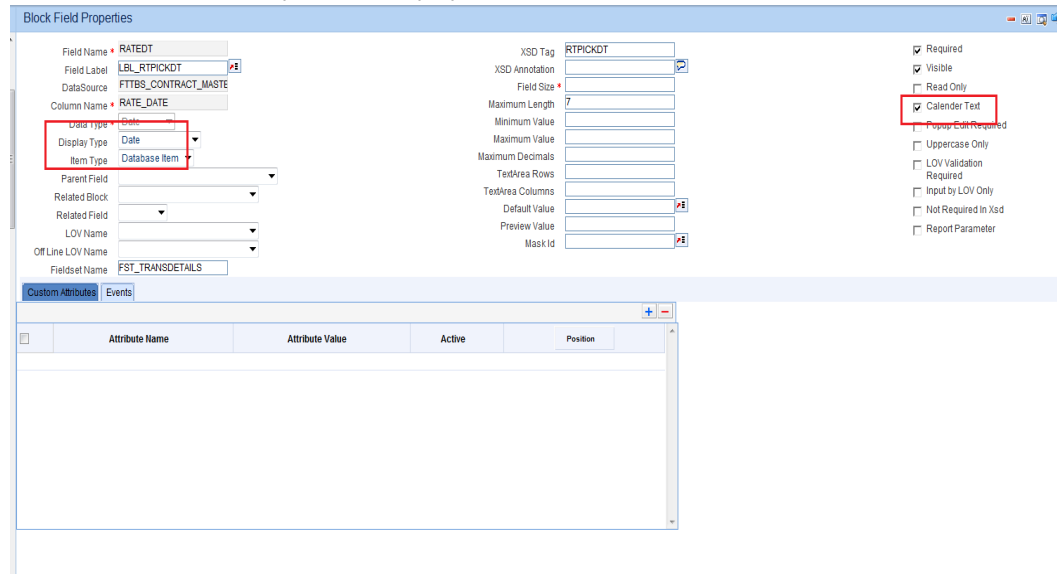 Block Field Properties
Field Name * RATEDT
Field Label LBL_RTPICKDT
DataSource FTTBS_CONTRACT_MASTE
Column Name * RATE_DATE
Data Type * Date
Display Type Date
Item Type Database Item
Parent Field
Related Block
Related Field
LOV Name
Off Line LOV Name
Fieldset Name FST_TRANSDETAILS
XSD Tag RTPICKDT
XSD Annotation
Field Size *
Maximum Length 7
Minimum Value
Maximum Value
Maximum Decimals
TextArea Rows
TextArea Columns
Default Value
Preview Value
Mask Id
Required
Visible
Read Only
Calender Text
Popup Edit Required
Uppercase Only
LOV Validation
Required
Input by LOV Only
Not Required In Xsd
Report Parameter
Custom Attributes Events
Attribute Name Attribute Value Active Position